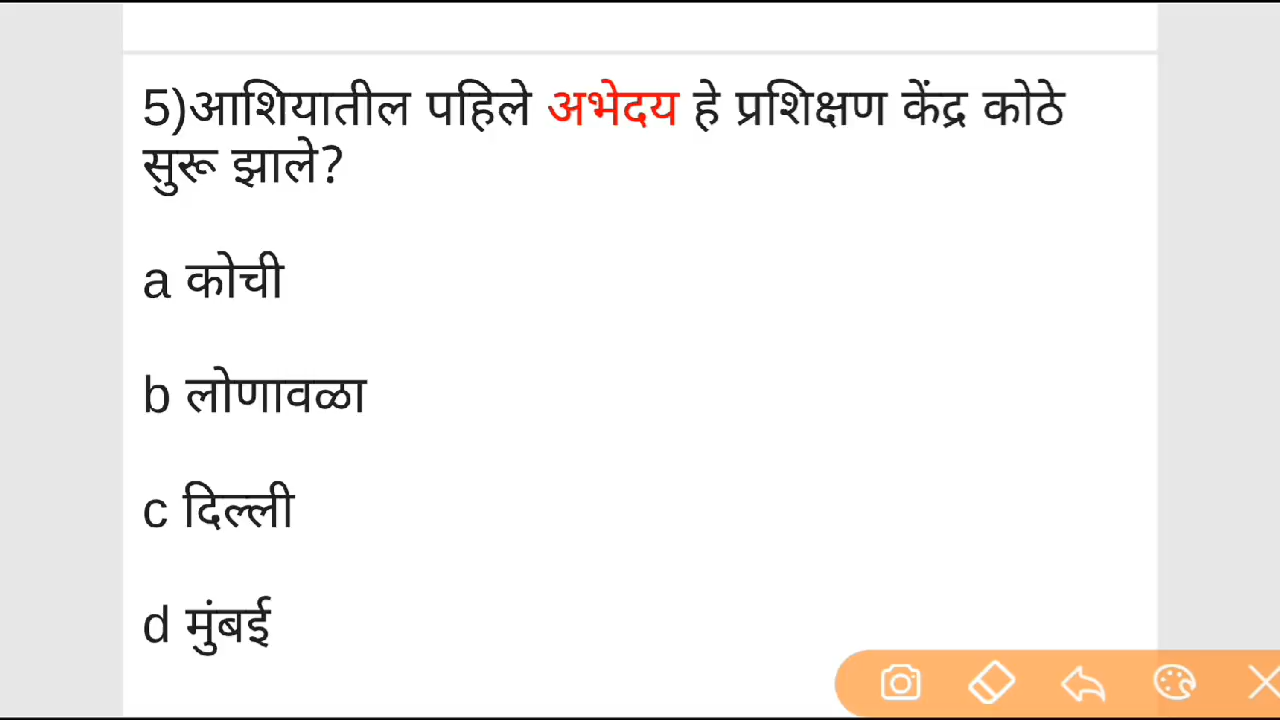 5)आशियातील पहिले अभेदय हे प्रशिक्षण केंद्र कोठे
सुरू झाले?
a कोची
b लोणावळा
c दिल्ली
d मुंबई